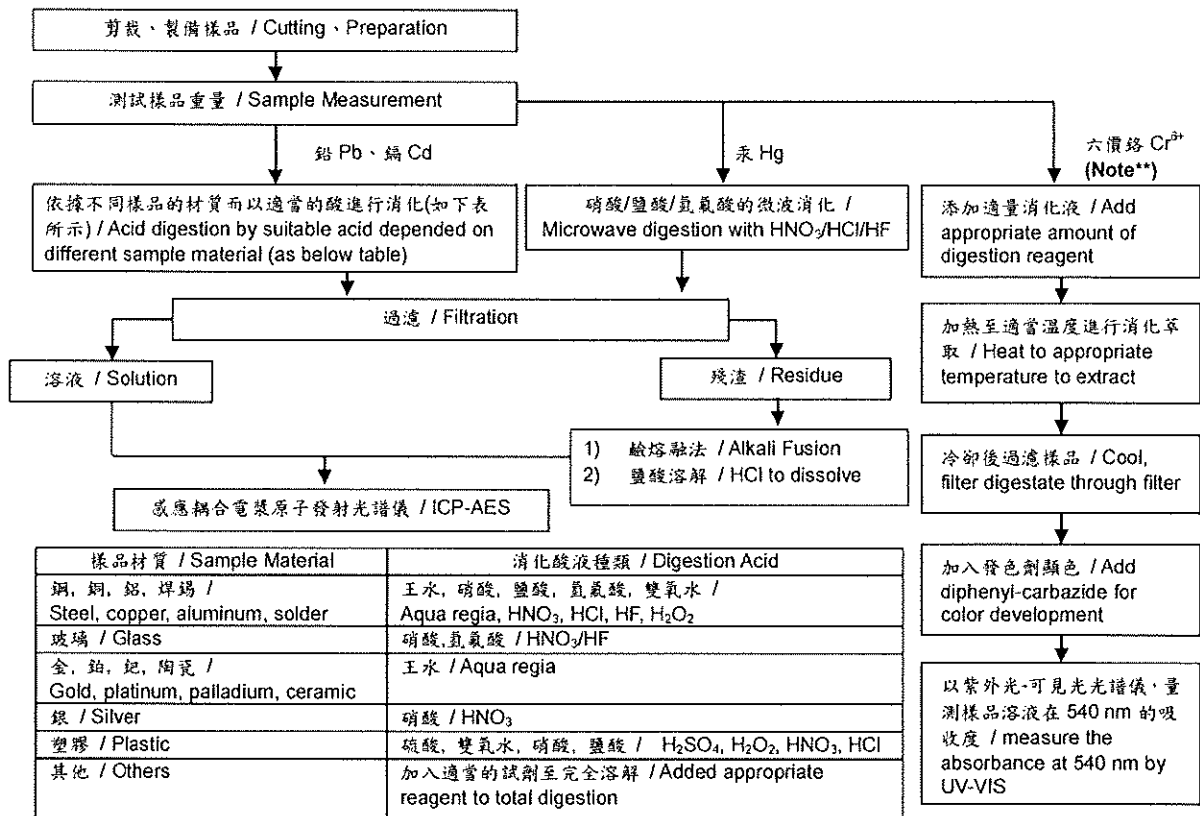 剪裁、製備樣品 / Cutting、Preparation
測試樣品重量 / Sample Measurement
鉛 Pb、鎘 Cd
汞 Hg
六價鉻 Cr⁶⁺
(Note**)
依據不同樣品的材質而以適當的酸進行消化(如下表
所示) / Acid digestion by suitable acid depended on
different sample material (as below table)
硝酸/鹽酸/氫氟酸的微波消化 /
Microwave digestion with HNO₃/HCl/HF
添加適量消化液 / Add
appropriate amount of
digestion reagent
過濾 / Filtration
加熱至適當溫度進行消化萃
取 / Heat to appropriate
temperature to extract
溶液 / Solution
殘渣 / Residue
1) 鹼熔融法 / Alkali Fusion
2) 鹽酸溶解 / HCl to dissolve
冷卻後過濾樣品 / Cool,
filter digestate through filter
感應耦合電漿原子發射光譜儀 / ICP-AES
加入發色劑顯色 / Add
diphenyl-carbazide for
color development
以紫外光-可見光光譜儀,量
測樣品溶液在 540 nm 的吸
收度 / measure the
absorbance at 540 nm by
UV-VIS
樣品材質 / Sample Material 消化酸液種類 / Digestion Acid
鋼, 銅, 鋁, 焊錫 / 王水, 硝酸, 鹽酸, 氫氟酸, 雙氧水 /
Steel, copper, aluminum, solder Aqua regia, HNO₃, HCl, HF, H₂O₂
玻璃 / Glass 硝酸,氫氟酸 / HNO₃/HF
金, 鉑, 鈀, 陶瓷 / 王水 / Aqua regia
Gold, platinum, palladium, ceramic
銀 / Silver 硝酸 / HNO₃
塑膠 / Plastic 硫酸, 雙氧水, 硝酸, 鹽酸 / H₂SO₄, H₂O₂, HNO₃, HCl
其他 / Others 加入適當的試劑至完全溶解 / Added appropriate
reagent to total digestion